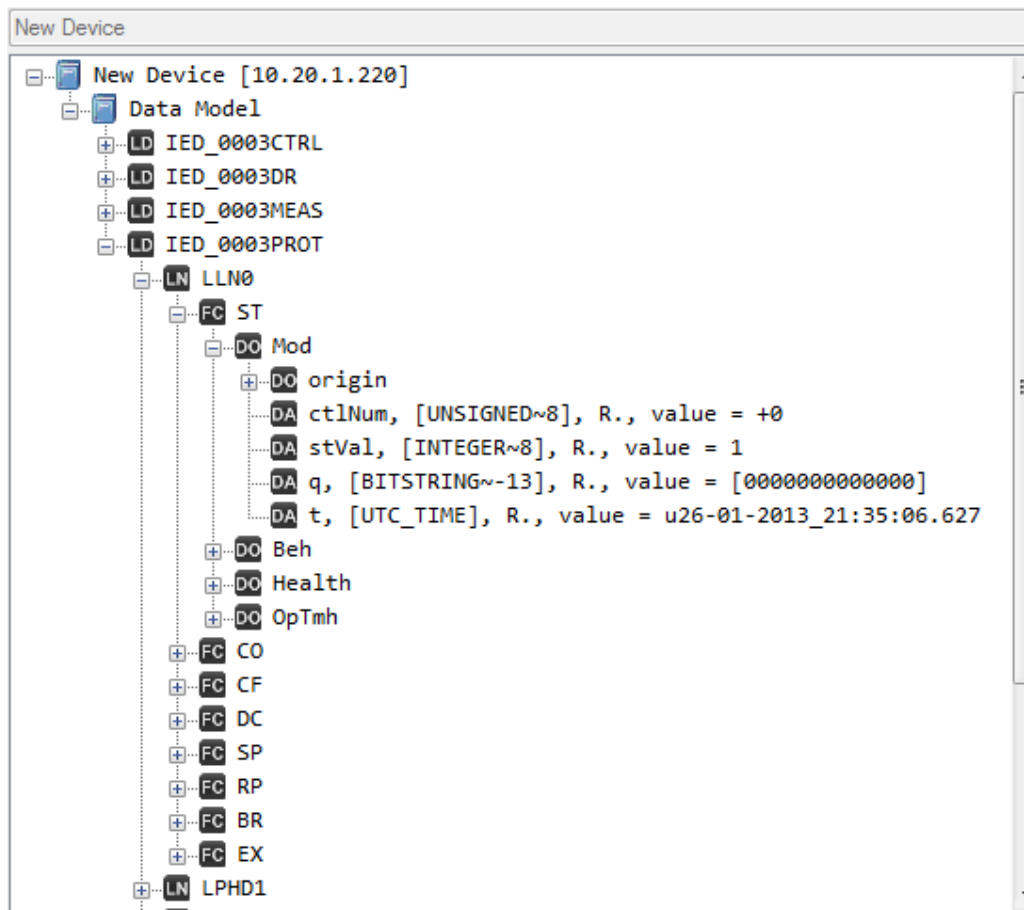 New Device
New Device [10.20.1.220]
Data Model
LD IED_0003CTRL
LD IED_0003DR
LD IED_0003MEAS
LD IED_0003PROT
LN LLN0
FC ST
DO Mod
DO origin
DA ctlNum, [UNSIGNED~8], R., value = +0
DA stVal, [INTEGER~8], R., value = 1
DA q, [BITSTRING~-13], R., value = [0000000000000]
DA t, [UTC_TIME], R., value = u26-01-2013_21:35:06.627
DO Beh
DO Health
DO OpTmh
FC CO
FC CF
FC DC
FC SP
FC RP
FC BR
FC EX
LN LPHD1